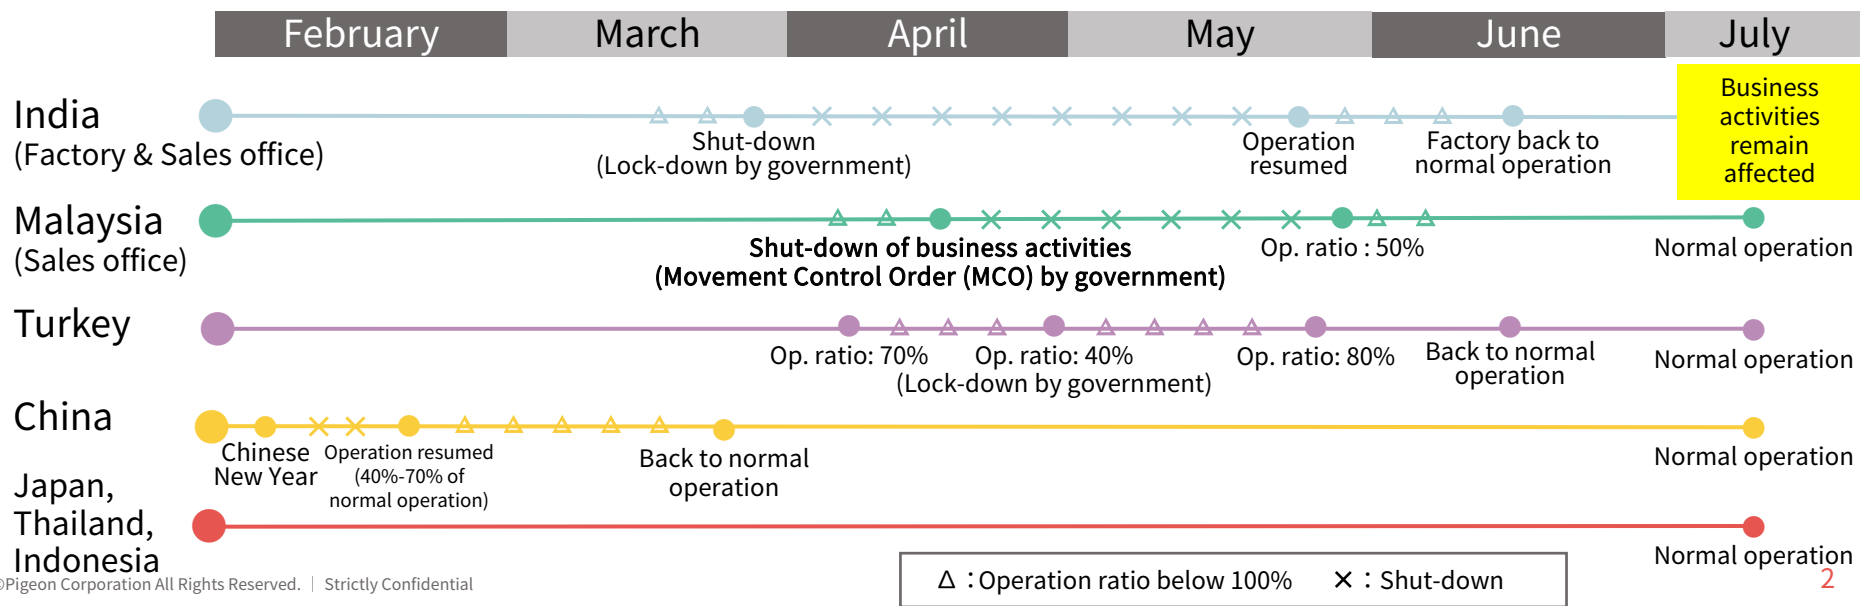 February March April May June July
India
(Factory & Sales office)
Shut-down
(Lock-down by government)
Operation
resumed
Factory back to
normal operation
Business
activities
remain
affected
Malaysia
(Sales office)
Shut-down of business activities
(Movement Control Order (MCO) by government)
Op. ratio : 50%
Normal operation
Turkey
Op. ratio: 70%
Op. ratio: 40%
(Lock-down by government)
Op. ratio: 80%
Back to normal
operation
Normal operation
China
Chinese
New Year
Operation resumed
(40%-70% of
normal operation)
Back to normal
operation
Normal operation
Japan,
Thailand,
Indonesia
Normal operation
△ : Operation ratio below 100% ✕ : Shut-down
©Pigeon Corporation All Rights Reserved. | Strictly Confidential
2